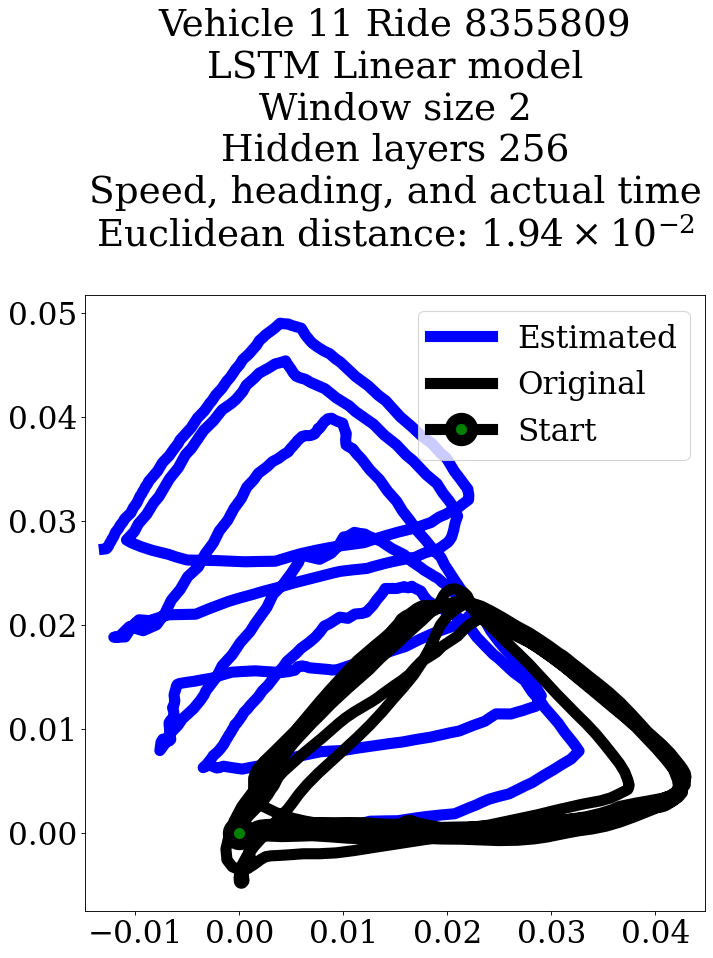 Vehicle 11 Ride 8355809
LSTM Linear model
Window size 2
Hidden layers 256
Speed, heading, and actual time
Euclidean distance: 1.94 × 10⁻²
0.05
0.04
0.03
0.02
0.01
0.00
Estimated
Original
Start
−0.01 0.00 0.01 0.02 0.03 0.04